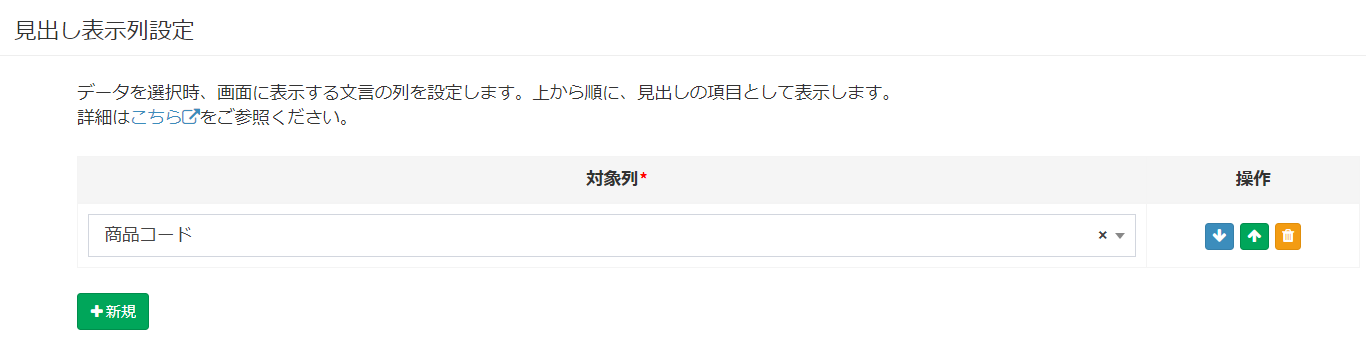 見出し表示列設定
データを選択時、画面に表示する文言の列を設定します。上から順に、見出しの項目として表示します。
詳細はこちらをご参照ください。
対象列* 操作
商品コード ×
新規